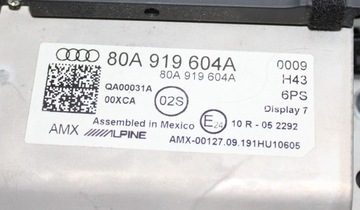 80A 919 604A 0009
80A 919 604A H43
6PS
QA00031A
00XCA 02S Display 7
Assembled in Mexico E24 10 R - 05 2292
AMX ALPINE AMX-00127.09.191HU10605